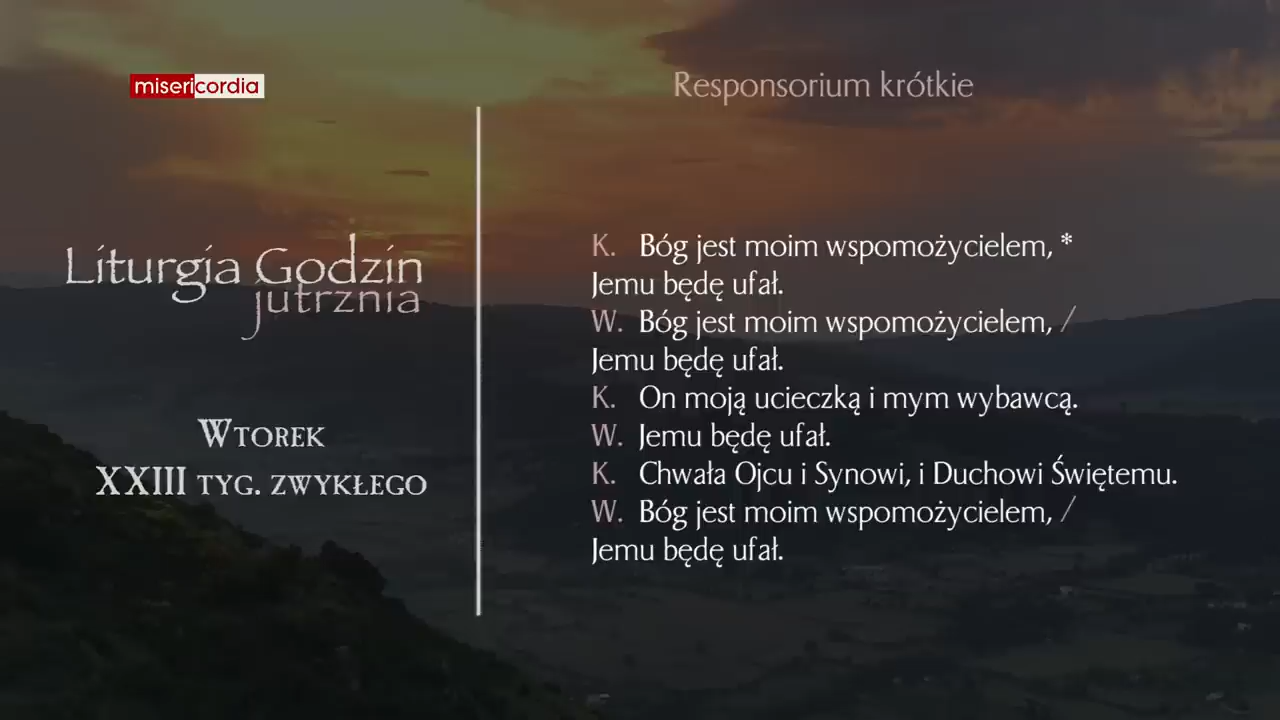 misericordia
Liturgia Godzin
jutrznia
Wtorek
XXIII tyg. zwykłego
Responsorium krótkie
K. Bóg jest moim wspomożycielem, *
Jemu będę ufał.
W. Bóg jest moim wspomożycielem, /
Jemu będę ufał.
K. On moją ucieczką i mym wybawcą.
W. Jemu będę ufał.
K. Chwała Ojcu i Synowi, i Duchowi Świętemu.
W. Bóg jest moim wspomożycielem, /
Jemu będę ufał.